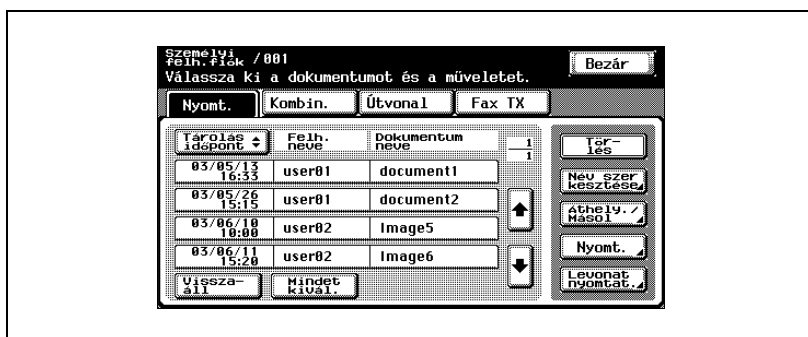 Személyi
felh.fiók /001
Bezár
Válassza ki a dokumentumot és a műveletet.
Nyomt.
Kombin.
Útvonal
Fax TX
Tárolás
időpont
Felh.
neve
Dokumentum
neve
1
1
Tör-
lés
03/05/13
16:33
user01
document1
Név szer
kesztése
03/05/26
15:15
user01
document2
Áthely./
Másol
03/06/10
10:00
user02
Image5
Nyomt.
03/06/11
15:20
user02
Image6
Vissza-
áll
Mindet
kivál.
Levonat
nyomtat.